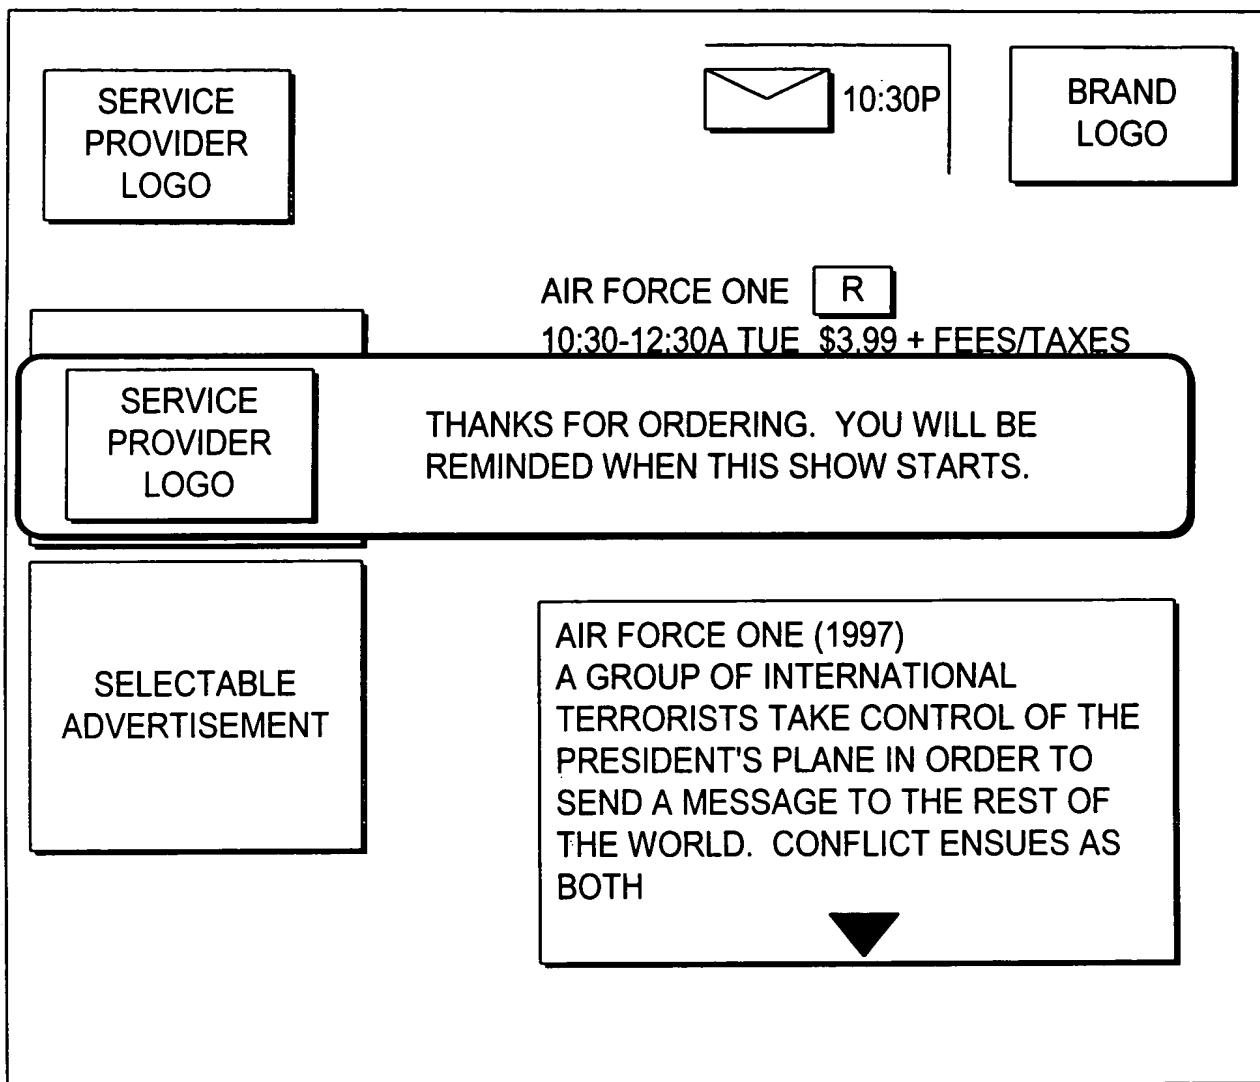 SERVICE
PROVIDER
LOGO
10:30P
BRAND
LOGO
AIR FORCE ONE R
10:30-12:30A TUE $3.99 + FEES/TAXES
SERVICE
PROVIDER
LOGO
THANKS FOR ORDERING. YOU WILL BE
REMINDED WHEN THIS SHOW STARTS.
SELECTABLE
ADVERTISEMENT
AIR FORCE ONE (1997)
A GROUP OF INTERNATIONAL
TERRORISTS TAKE CONTROL OF THE
PRESIDENT'S PLANE IN ORDER TO
SEND A MESSAGE TO THE REST OF
THE WORLD. CONFLICT ENSUES AS
BOTH